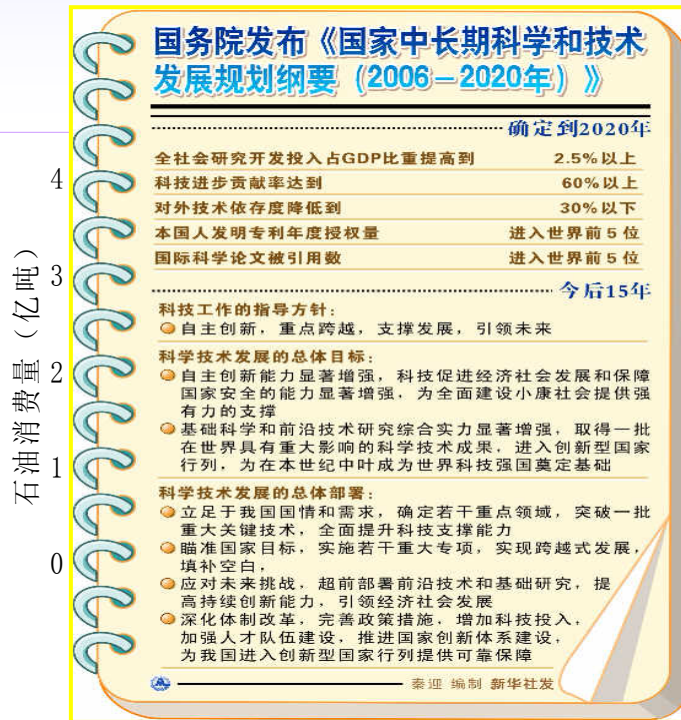 国务院发布《国家中长期科学和技术
发展规划纲要（2006－2020年）》
确定到2020年
全社会研究开发投入占GDP比重提高到 2.5%以上
科技进步贡献率达到 60%以上
对外技术依存度降低到 30%以下
本国人发明专利年度授权量 进入世界前5位
国际科学论文被引用数 进入世界前5位
今后15年
科技工作的指导方针：
自主创新，重点跨越，支撑发展，引领未来
科学技术发展的总体目标：
自主创新能力显著增强，科技促进经济社会发展和保障
国家安全的能力显著增强，为全面建设小康社会提供强
有力的支撑
基础科学和前沿技术研究综合实力显著增强，取得一批
在世界具有重大影响的科学技术成果，进入创新型国家
行列，为在本世纪中叶成为世界科技强国奠定基础
科学技术发展的总体部署：
立足于我国国情和需求，确定若干重点领域，突破一批
重大关键技术，全面提升科技支撑能力
瞄准国家目标，实施若干重大专项，实现跨越式发展，
填补空白，
应对未来挑战，超前部署前沿技术和基础研究，提
高持续创新能力，引领经济社会发展
深化体制改革，完善政策措施，增加科技投入，
加强人才队伍建设，推进国家创新体系建设，
为我国进入创新型国家行列提供可靠保障
秦迎 编制 新华社发
石油消费量（亿吨）
4
3
2
1
0